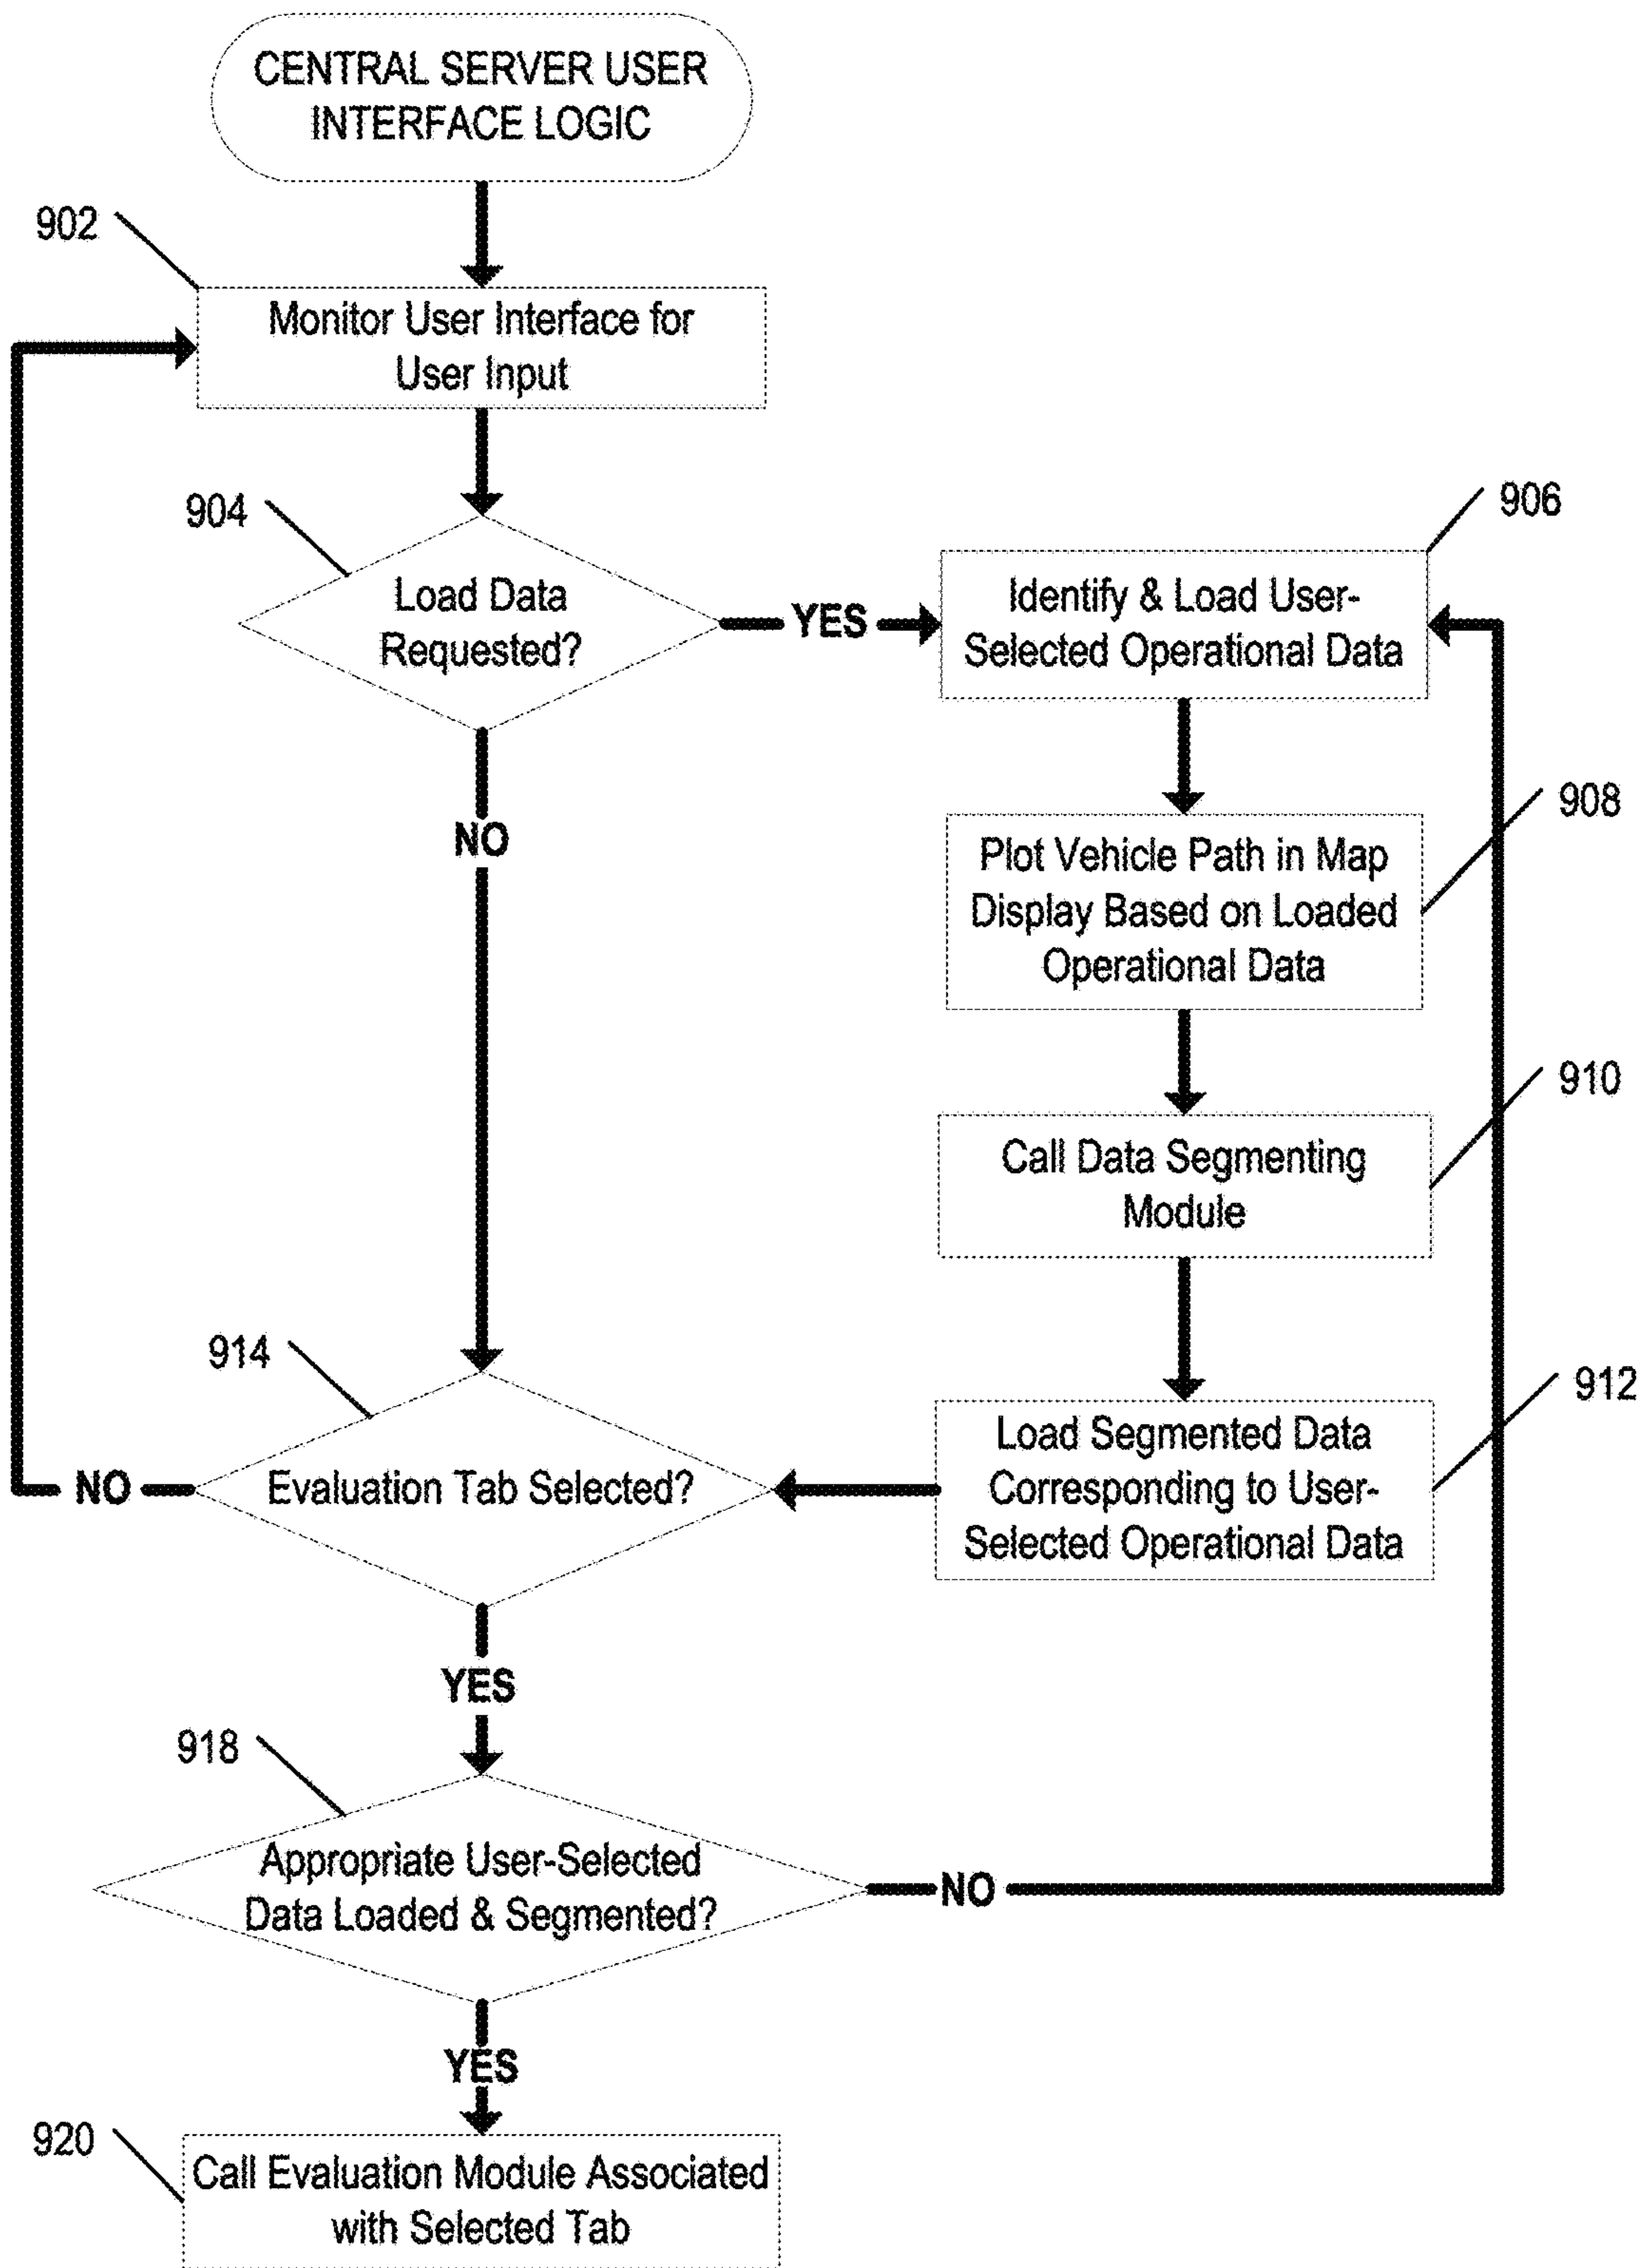 CENTRAL SERVER USER
INTERFACE LOGIC
902
Monitor User Interface for
User Input
904
Load Data
Requested?
YES
906
Identify & Load User-
Selected Operational Data
NO
908
Plot Vehicle Path in Map
Display Based on Loaded
Operational Data
910
Call Data Segmenting
Module
912
Load Segmented Data
Corresponding to User-
Selected Operational Data
914
Evaluation Tab Selected?
NO
YES
918
Appropriate User-Selected
Data Loaded & Segmented?
NO
YES
920
Call Evaluation Module Associated
with Selected Tab